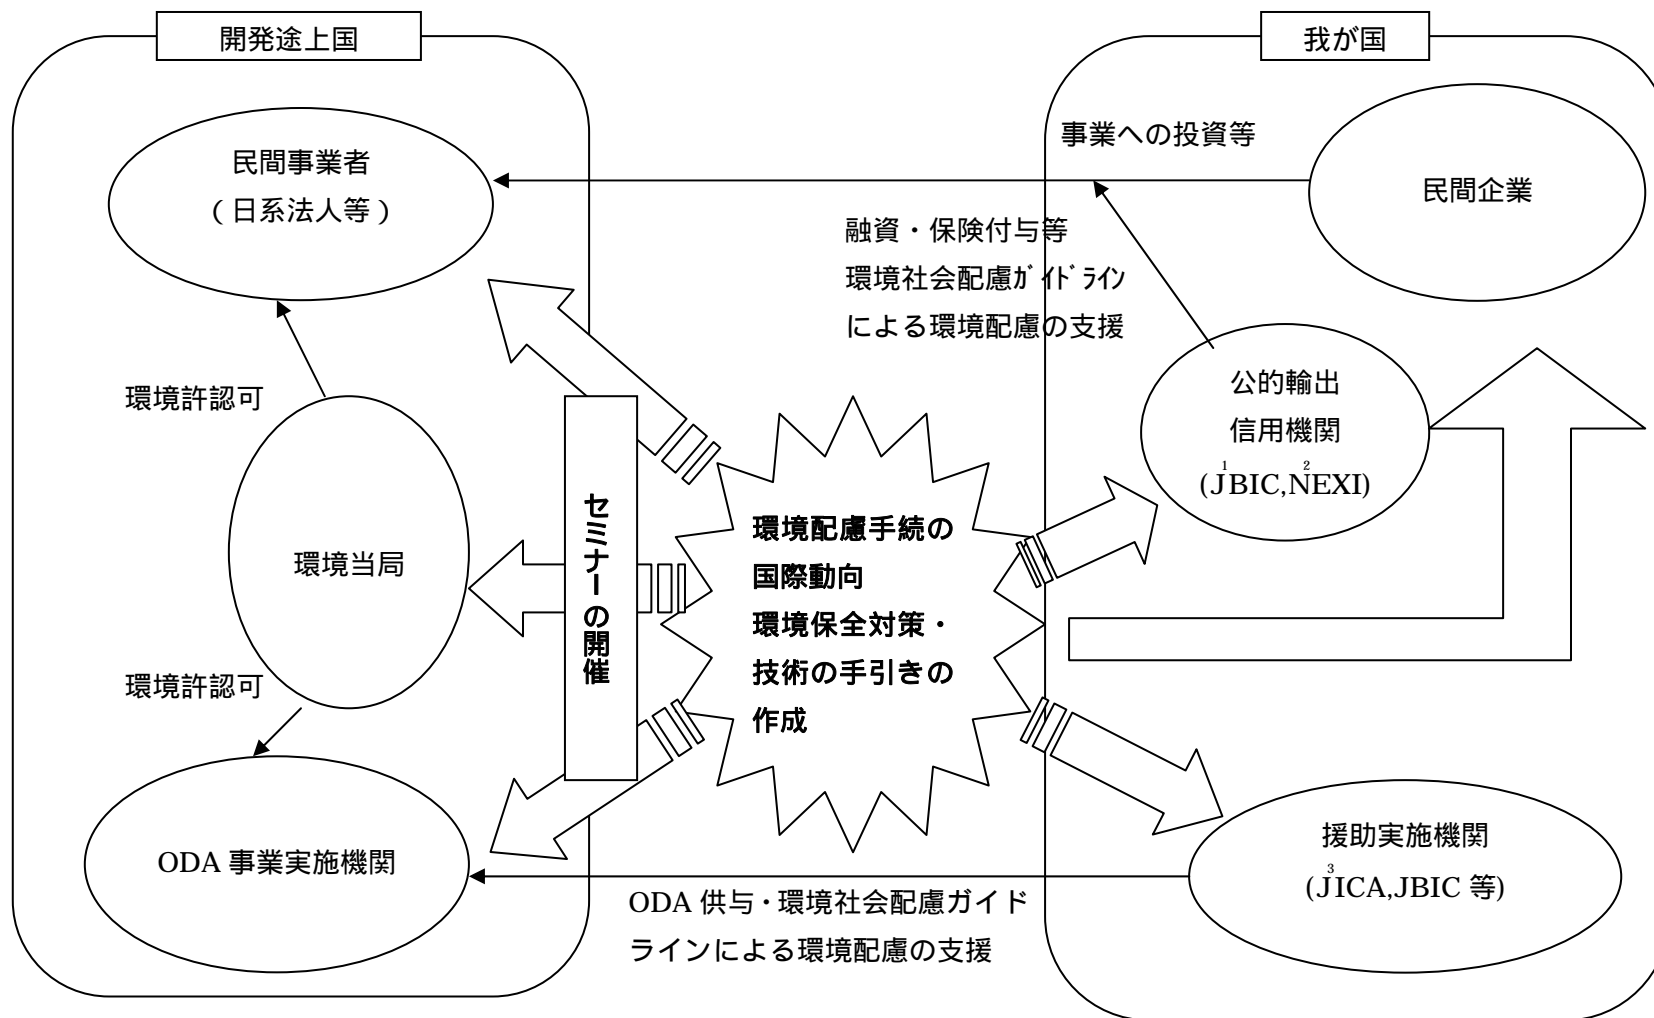 開発途上国
我が国
民間事業者
（日系法人等）
事業への投資等
民間企業
融資・保険付与等
環境社会配慮ｶﾞｲﾄﾞﾗｲﾝ
による環境配慮の支援
環境許認可
公的輸出
信用機関
(J1BIC,N2EXI)
環境当局
セミナーの開催
環境配慮手続の
国際動向
環境保全対策・
技術の手引きの
作成
環境許認可
ODA 事業実施機関
援助実施機関
(J3ICA,JBIC 等)
ODA 供与・環境社会配慮ガイド
ラインによる環境配慮の支援